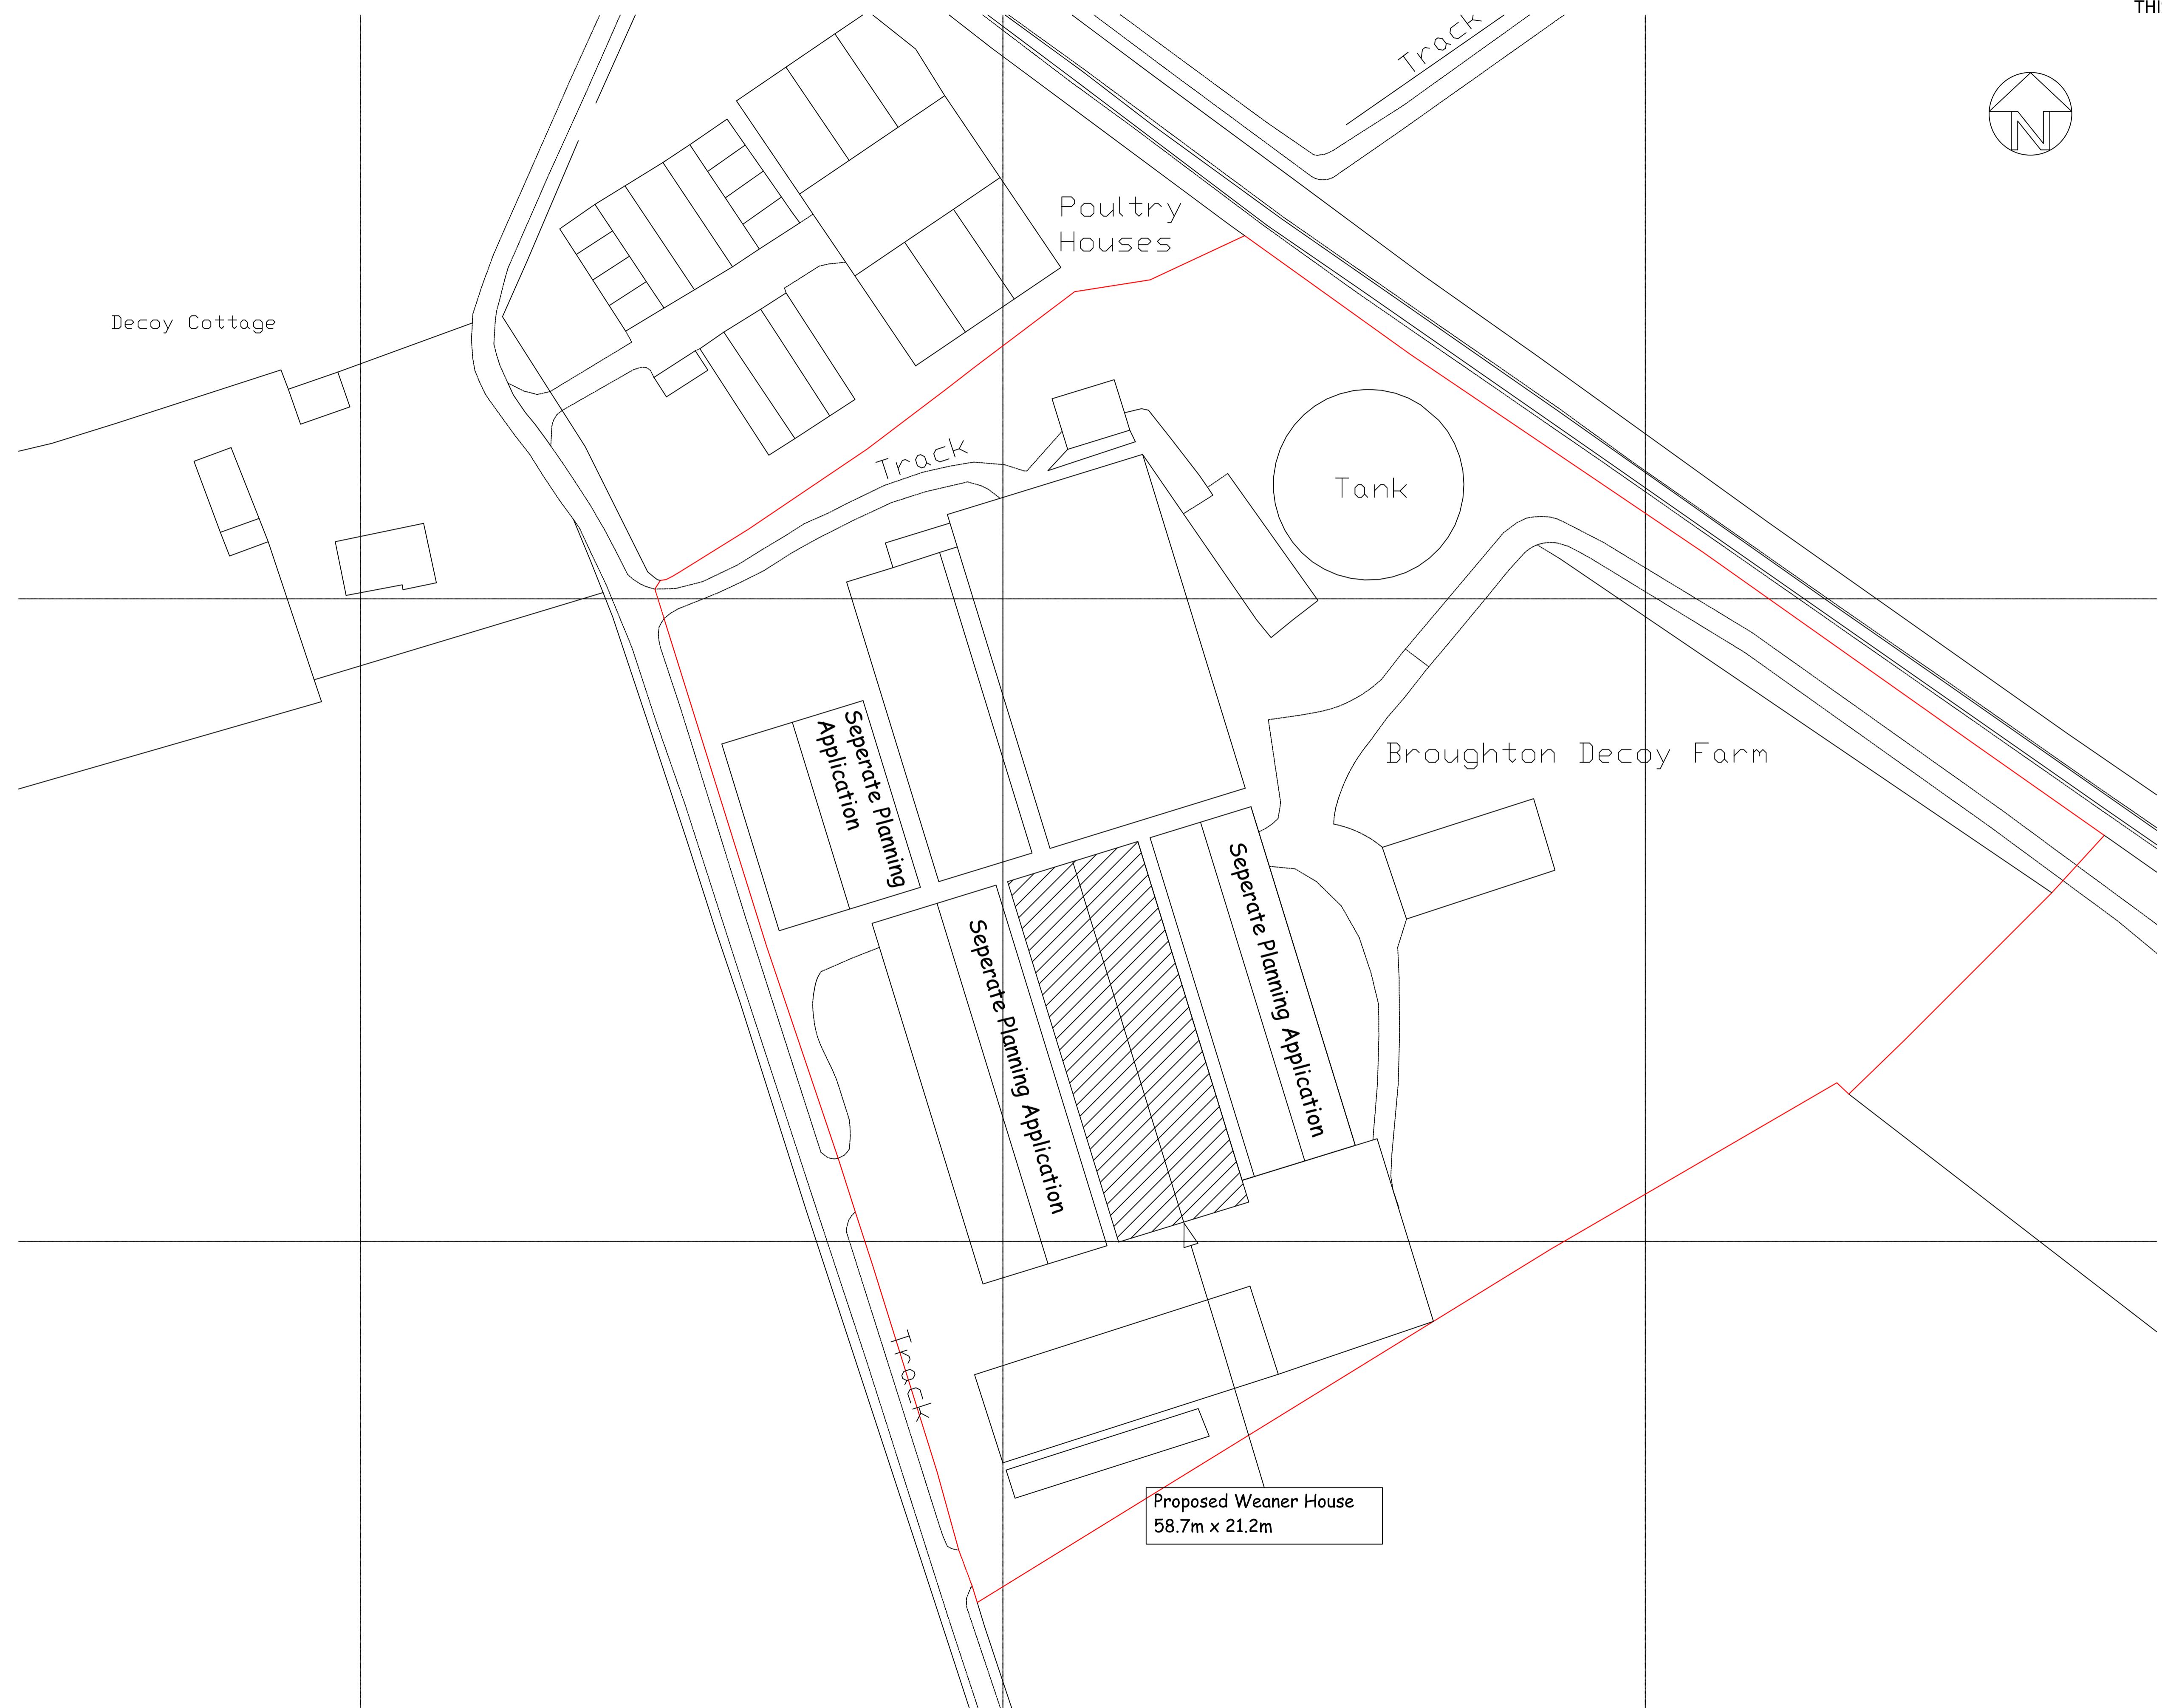 THI
Track
N
Poultry
Houses
Decoy Cottage
Track
Tank
Seperate Planning
Application
Broughton Decoy Farm
Seperate Planning Application
Seperate Planning Application
Track
Proposed Weaner House
58.7m x 21.2m